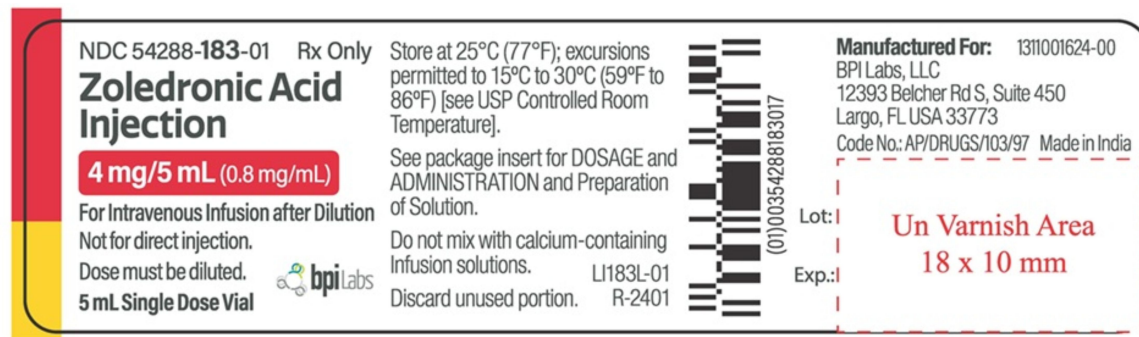 NDC 54288-183-01 Rx Only
Zoledronic Acid
Injection
4 mg/5 mL (0.8 mg/mL)
For Intravenous Infusion after Dilution
Not for direct injection.
Dose must be diluted.
bpi Labs
5 mL Single Dose Vial
Store at 25°C (77°F); excursions
permitted to 15°C to 30°C (59°F to
86°F) [see USP Controlled Room
Temperature].
See package insert for DOSAGE and
ADMINISTRATION and Preparation
of Solution.
Do not mix with calcium-containing
Infusion solutions.
LI183L-01
Discard unused portion.
R-2401
(01)00354288183017
Manufactured For: 1311001624-00
BPI Labs, LLC
12393 Belcher Rd S, Suite 450
Largo, FL USA 33773
Code No.: AP/DRUGS/103/97 Made in India
Lot:
Exp.:
Un Varnish Area
18 x 10 mm